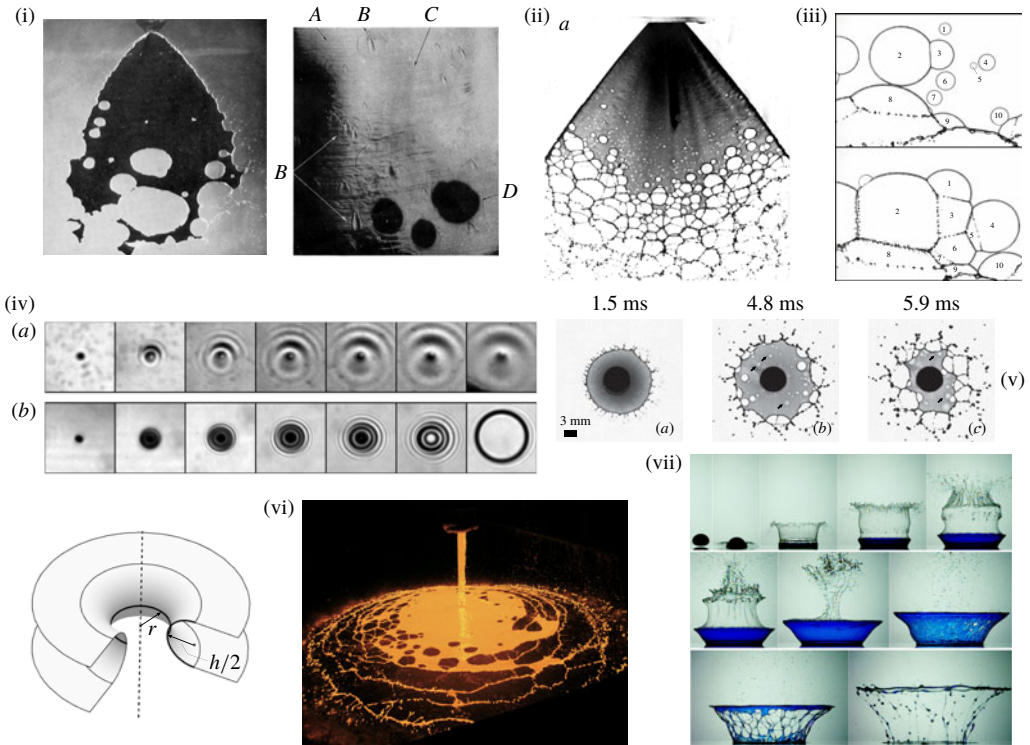 (i)
A B C
B
D
(ii)
a
(iii)
1
2
3
4
5
6
7
8
9
10
1
2
3
4
6
7
8
9
10
(iv)
(a)
(b)
1.5 ms 4.8 ms 5.9 ms
(v)
3 mm
(a) (b) (c)
r
h/2
(vi)
(vii)